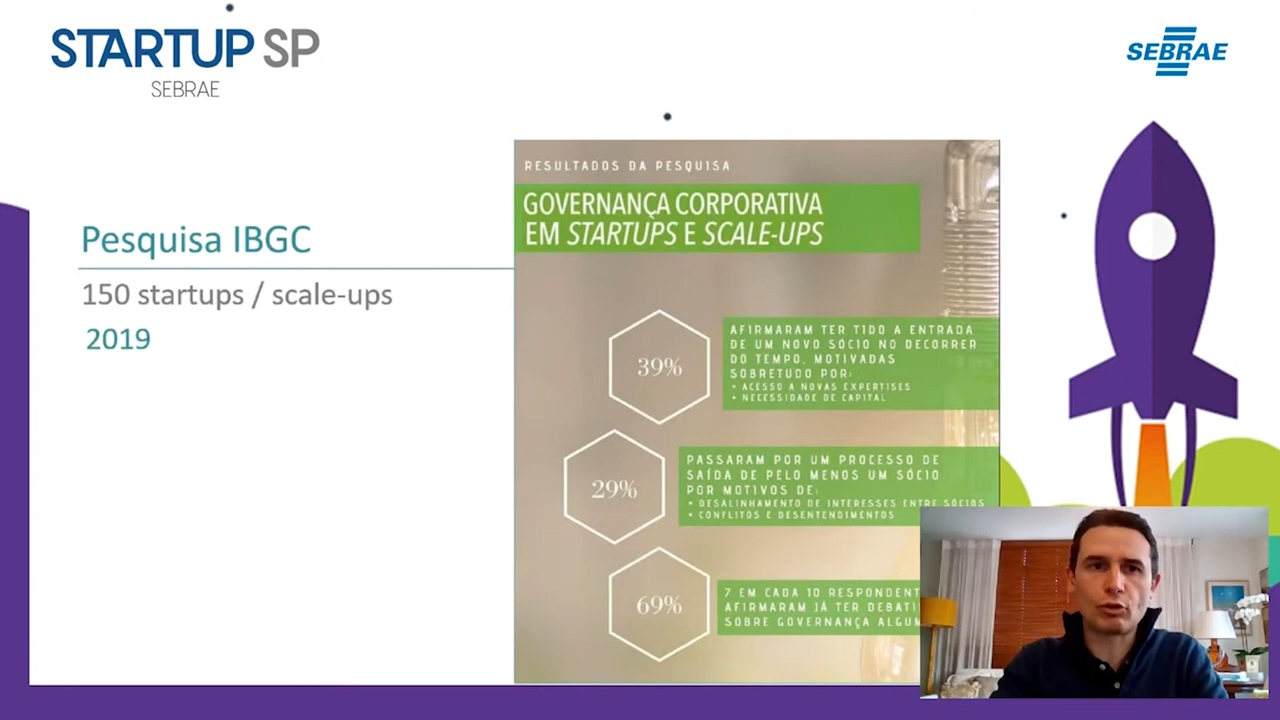 STARTUP SP
SEBRAE
SEBRAE
Pesquisa IBGC
150 startups / scale-ups
2019
RESULTADOS DA PESQUISA
GOVERNANÇA CORPORATIVA
EM STARTUPS E SCALE-UPS
39%
AFIRMARAM TER TIDO A ENTRADA
DE UM NOVO SÓCIO NO DECORRER
DO TEMPO, MOTIVADAS
SOBRETUDO POR:
• ACESSO A NOVAS EXPERTISES
• NECESSIDADE DE CAPITAL
29%
PASSARAM POR UM PROCESSO DE
SAÍDA DE PELO MENOS UM SÓCIO
POR MOTIVOS DE:
• DESALINHAMENTO DE INTERESSES ENTRE SÓCIOS
• CONFLITOS E DESENTENDIMENTOS
69%
7 EM CADA 10
AFIRMARAM JÁ TER
SOBRE GOVERNANÇA